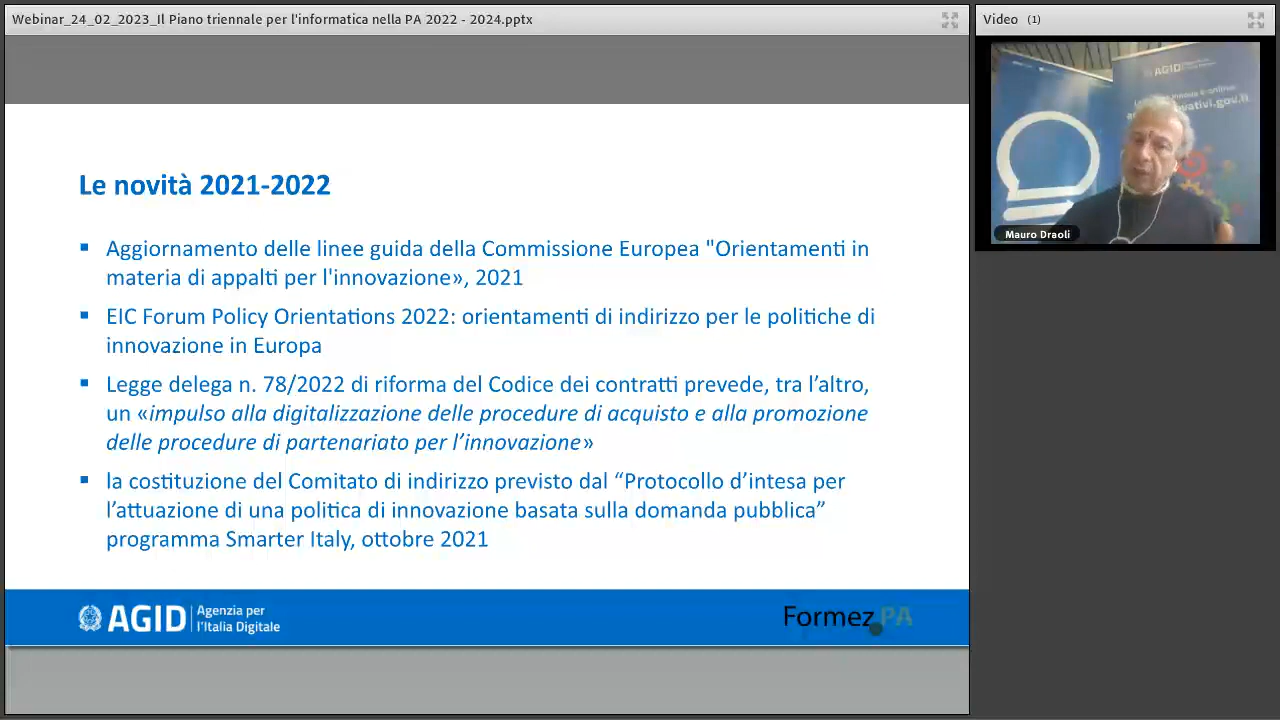 Webinar_24_02_2023_Il Piano triennale per l'informatica nella PA 2022 - 2024.pptx
Video (1)
AGID
Mauro Draoli
Le novità 2021-2022
▪ Aggiornamento delle linee guida della Commissione Europea "Orientamenti in
materia di appalti per l'innovazione», 2021
▪ EIC Forum Policy Orientations 2022: orientamenti di indirizzo per le politiche di
innovazione in Europa
▪ Legge delega n. 78/2022 di riforma del Codice dei contratti prevede, tra l’altro,
un «impulso alla digitalizzazione delle procedure di acquisto e alla promozione
delle procedure di partenariato per l’innovazione»
▪ la costituzione del Comitato di indirizzo previsto dal “Protocollo d’intesa per
l’attuazione di una politica di innovazione basata sulla domanda pubblica”
programma Smarter Italy, ottobre 2021
AGID
Agenzia per
l’Italia Digitale
Formez PA